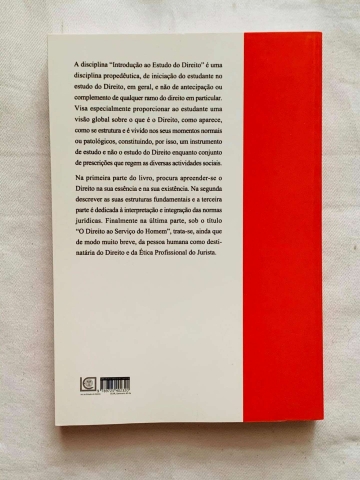 A disciplina “Introdução ao Estudo do Direito” é uma
disciplina propedêutica, de iniciação do estudante no
estudo do Direito, em geral, e não de antecipação ou
complemento de qualquer ramo do direito em particular.
Visa especialmente proporcionar ao estudante uma
visão global sobre o que é o Direito, como aparece,
como se estrutura e é vivido nos seus momentos normais
ou patológicos, constituindo, por isso, um instrumento
de estudo e não o estudo do Direito enquanto conjunto
de prescrições que regem as diversas actividades sociais.
Na primeira parte do livro, procura apreender-se o
Direito na sua essência e na sua existência. Na segunda
descrever as suas estruturas fundamentais e a terceira
parte é dedicada à interpretação e integração das normas
jurídicas. Finalmente na última parte, sob o título
“O Direito ao Serviço do Homem”, trata-se, ainda que
de modo muito breve, da pessoa humana como desti-
natária do Direito e da Ética Profissional do Jurista.